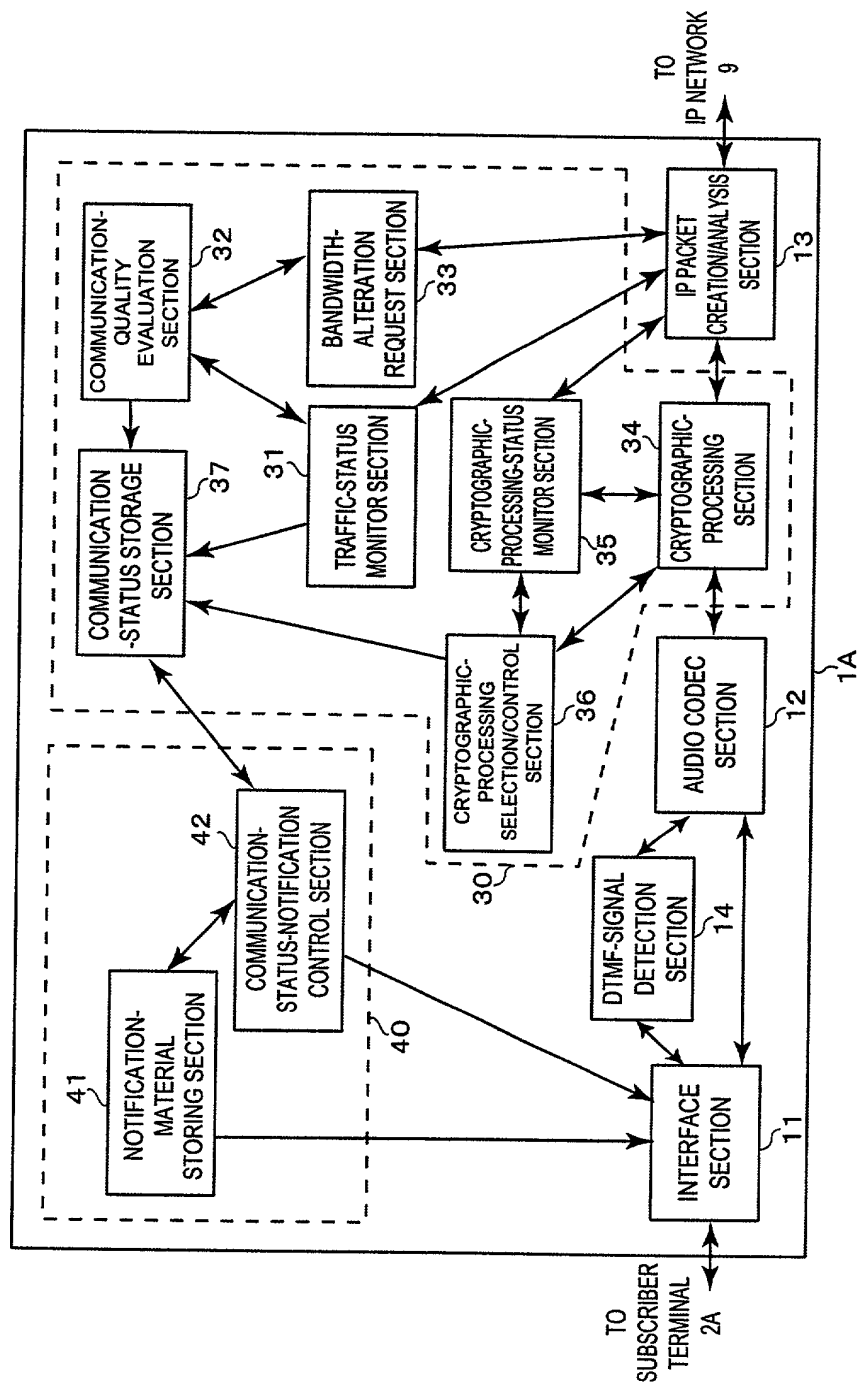 41
NOTIFICATION-
MATERIAL
STORING SECTION
42
COMMUNICATION-
STATUS-NOTIFICATION
CONTROL SECTION
40
COMMUNICATION
-STATUS STORAGE
SECTION
37
COMMUNICATION-
QUALITY
EVALUATION
SECTION
32
31
TRAFFIC-STATUS
MONITOR SECTION
BANDWIDTH-
ALTERATION
REQUEST SECTION
33
CRYPTOGRAPHIC-
PROCESSING
SELECTION/CONTROL
SECTION
36
CRYPTOGRAPHIC-
PROCESSING-STATUS
MONITOR SECTION
35
30
TO
SUBSCRIBER
TERMINAL
2A
INTERFACE
SECTION
11
DTMF-SIGNAL
DETECTION
SECTION
14
AUDIO CODEC
SECTION
12
34
CRYPTOGRAPHIC-
PROCESSING
SECTION
IP PACKET
CREATION/ANALYSIS
SECTION
13
TO
IP NETWORK
9
1A